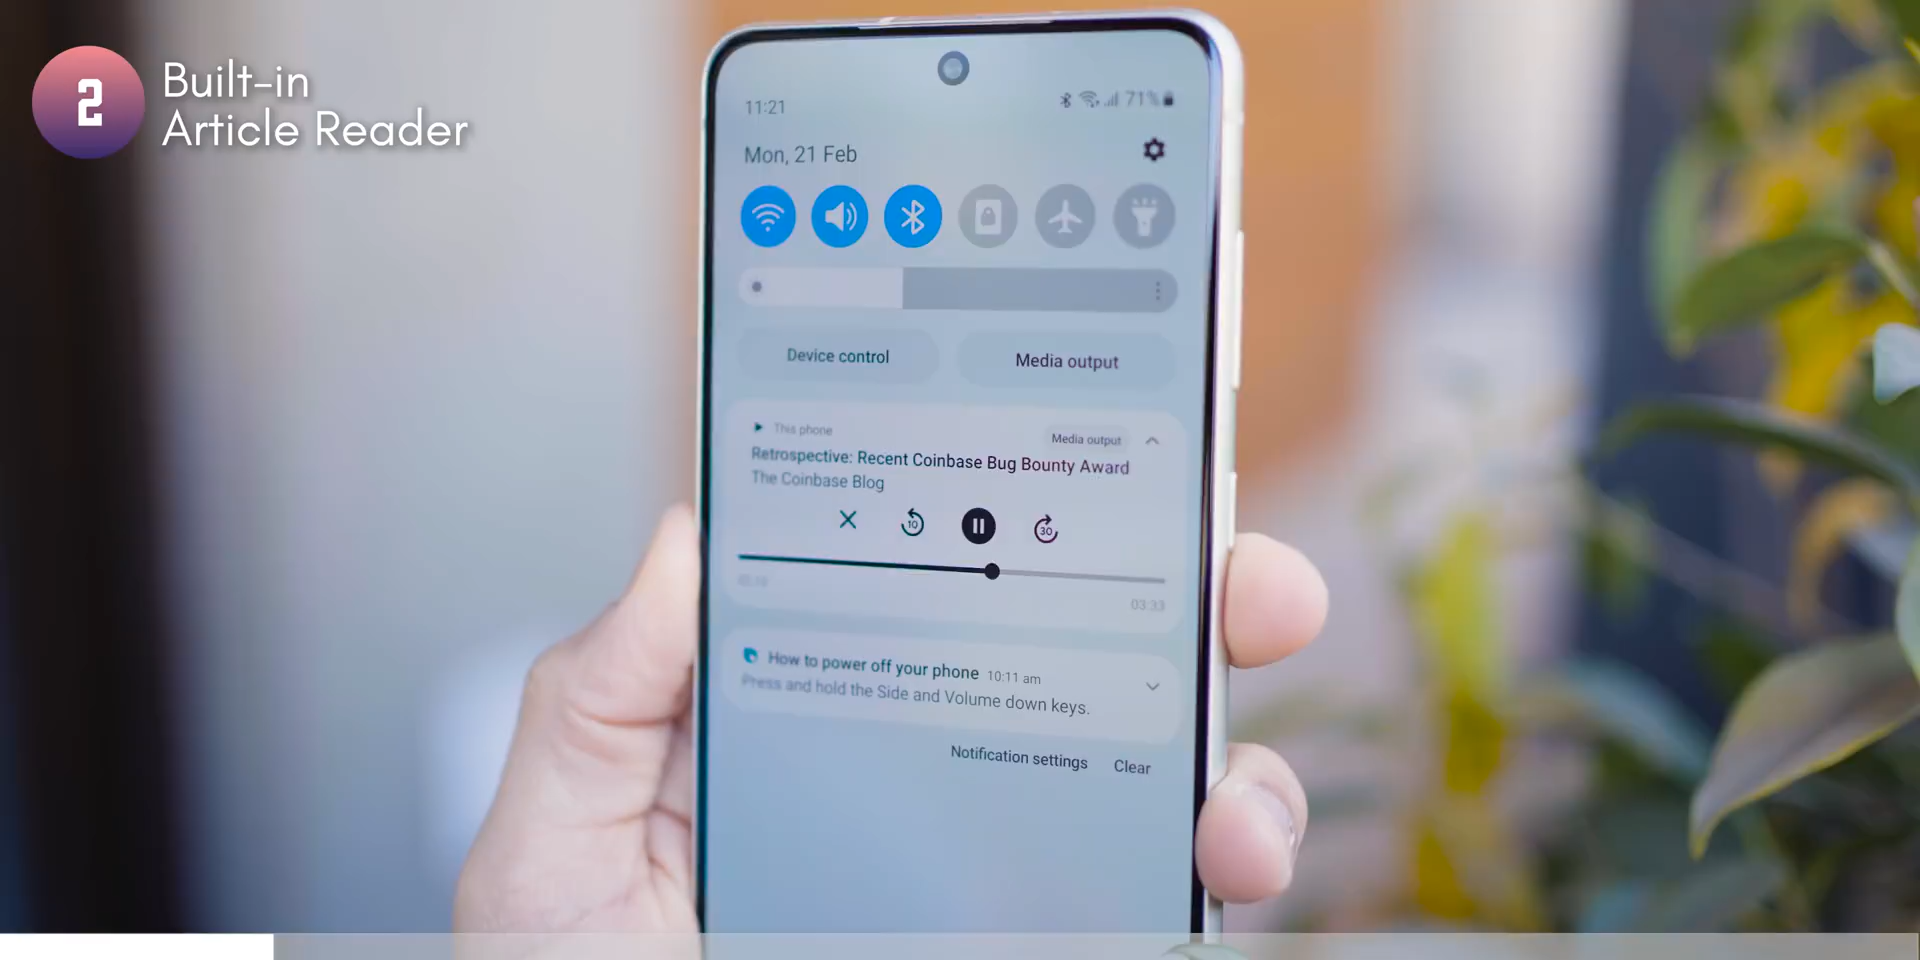 2
Built-in
Article Reader
11:21
71%
Mon, 21 Feb
Device control
Media output
This phone
Media output
Retrospective: Recent Coinbase Bug Bounty Award
The Coinbase Blog
10
30
03:33
How to power off your phone 10:11 am
Press and hold the Side and Volume down keys.
Notification settings
Clear